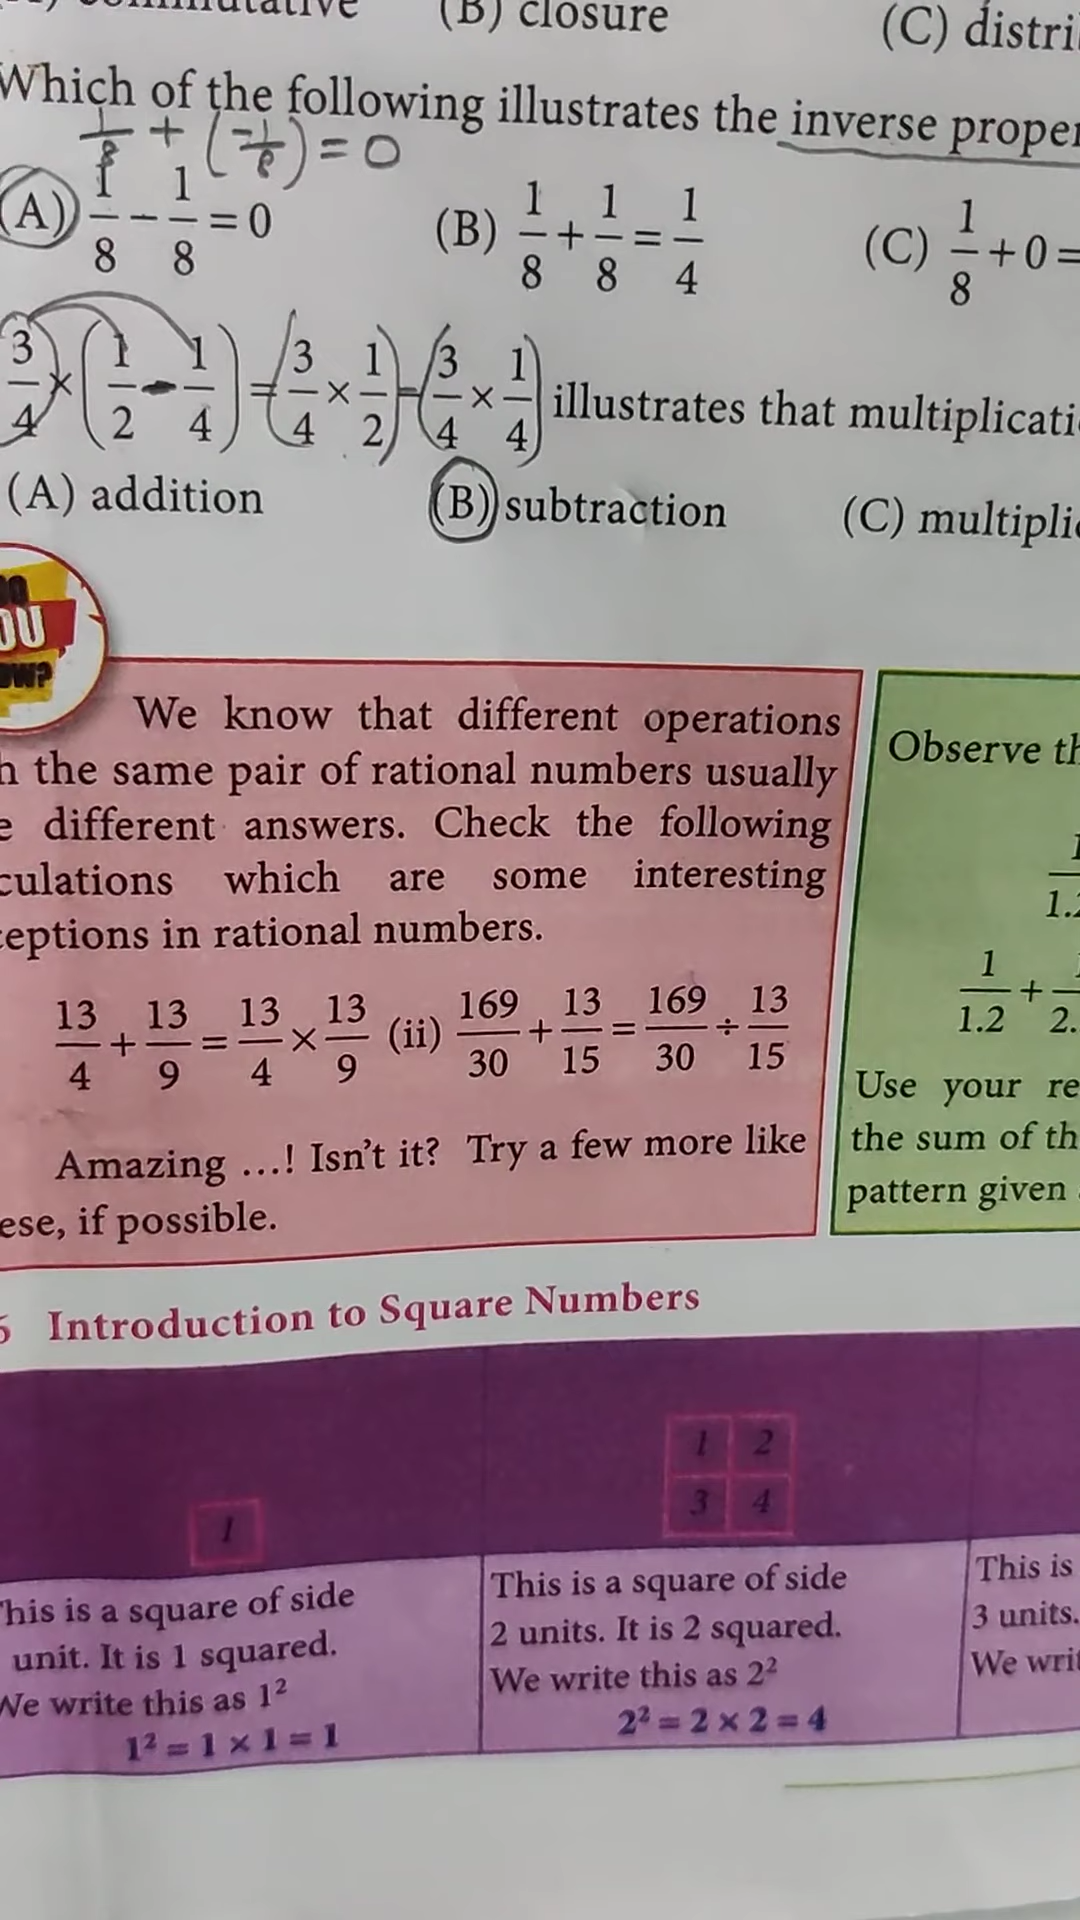 (B) closure (C) distri
Which of the following illustrates the inverse proper
1/8 + (-1/8) = 0
(A) 1/8 − 1/8 = 0 (B) 1/8 + 1/8 = 1/4 (C) 1/8 + 0 =
3/4 × (1/2 - 1/4) = (3/4 × 1/2) - (3/4 × 1/4) illustrates that multiplicati
(A) addition (B) subtraction (C) multiplic
OU
We know that different operations
h the same pair of rational numbers usually
e different answers. Check the following
culations which are some interesting
ceptions in rational numbers.
13/4 + 13/9 = 13/4 × 13/9 (ii) 169/30 + 13/15 = 169/30 ÷ 13/15
Amazing ...! Isn't it? Try a few more like
ese, if possible.
Observe th
1.2
1/1.2 + 2.
Use your re
the sum of th
pattern given
Introduction to Square Numbers
1
1 2
3 4
This is a square of side
unit. It is 1 squared.
We write this as 1²
1² = 1 × 1 = 1
This is a square of side
2 units. It is 2 squared.
We write this as 2²
2² = 2 × 2 = 4
This is
3 units.
We writ